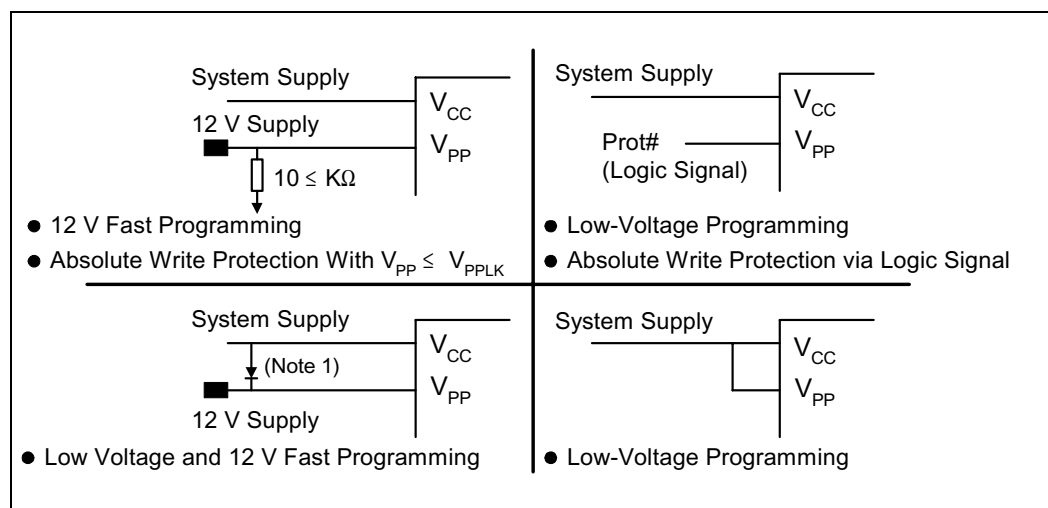 System Supply
V_CC
12 V Supply
V_PP
10 ≤ KΩ
● 12 V Fast Programming
● Absolute Write Protection With V_PP ≤ V_PPLK
System Supply
V_CC
Prot#
(Logic Signal)
V_PP
● Low-Voltage Programming
● Absolute Write Protection via Logic Signal
System Supply
V_CC
(Note 1)
V_PP
12 V Supply
● Low Voltage and 12 V Fast Programming
System Supply
V_CC
V_PP
● Low-Voltage Programming